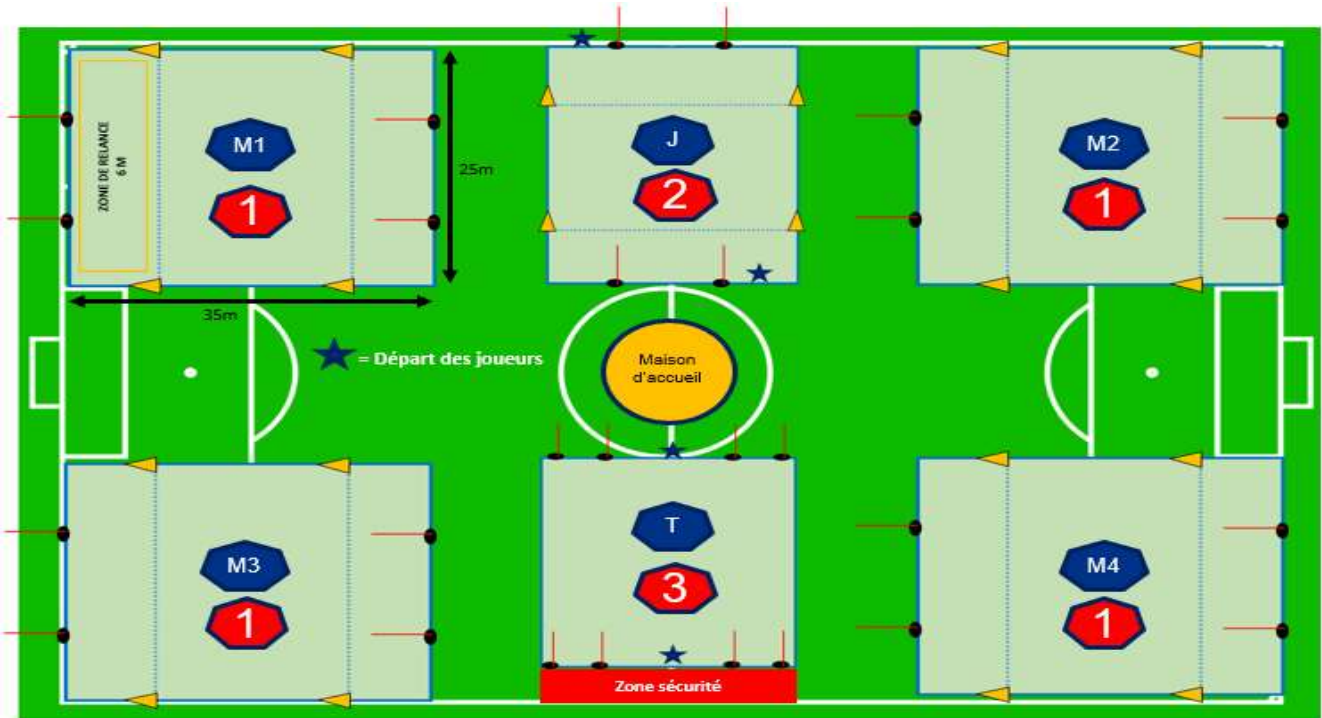 ZONE DE RELANCE
6 M
M1
1
25m
35m
J
2
M2
1
= Départ des joueurs
Maison
d'accueil
M3
1
T
3
Zone sécurité
M4
1